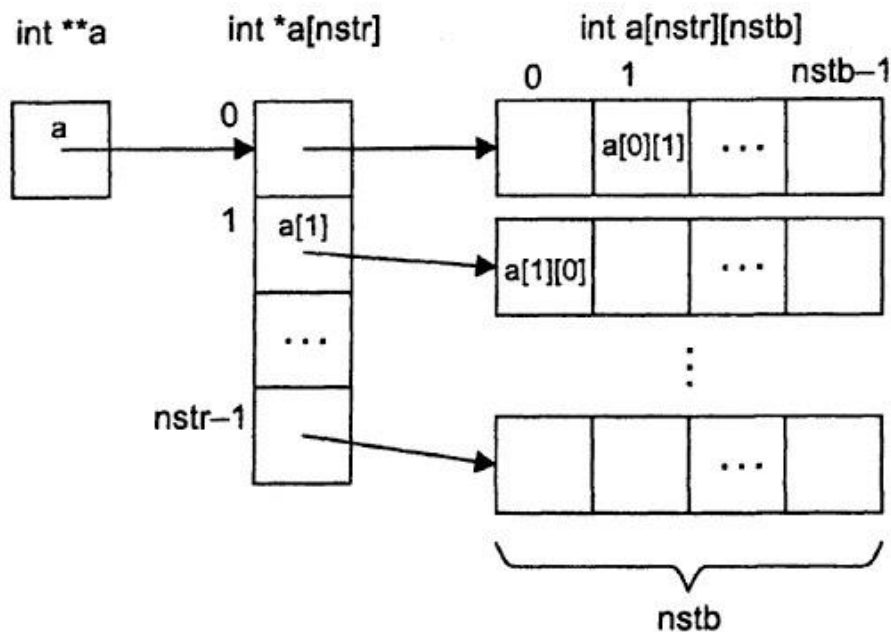 int **a
int *a[nstr]
int a[nstr][nstb]
0
1
nstb–1
a
0
a[0][1]
...
1
a[1]
a[1][0]
...
...
nstr–1
...
nstb